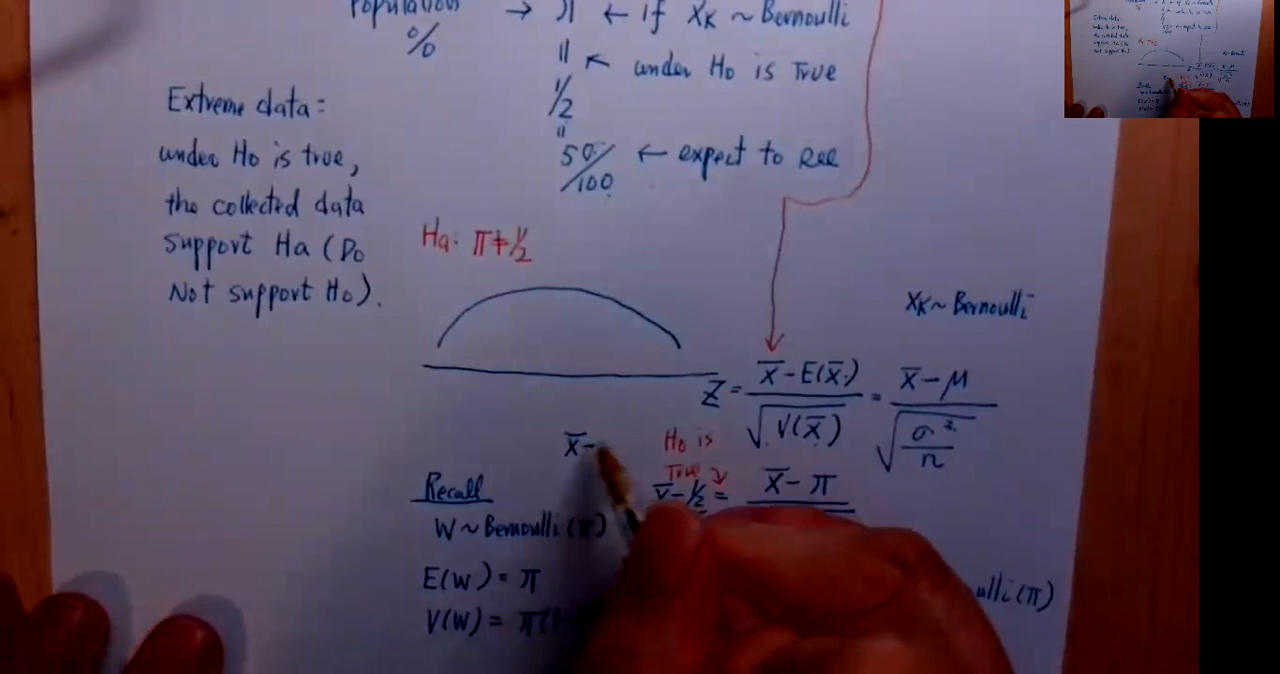 Population → π ← if XK ~ Bernoulli
% = ← under Ho is True
1/2
=
50/100 ← expect to see
Extreme data:
under Ho is true,
the collected data
support Ha (Do
Not support Ho).
Ha: π ≠ 1/2
XK ~ Bernoulli
Z = X̄ - E(X̄) / √V(X̄) = X̄ - μ / √σ²/n
X̄ -
Ho is
True
X̄ - 1/2 = X̄ - π
Recall
W ~ Bernoulli (π)
E(W) = π
V(W) = π(1
ulli (π)